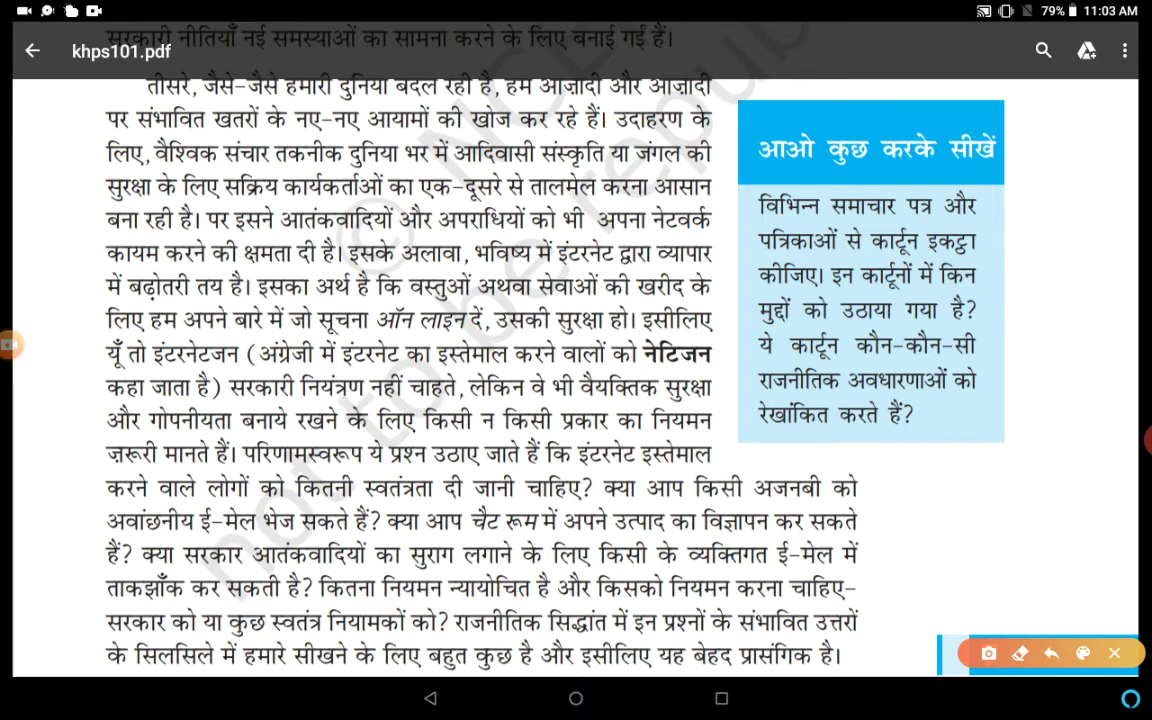 79% 11:03 AM
सरकारी नीतियाँ नई समस्याओं का सामना करने के लिए बनाई गईं हैं।
khps101.pdf
तीसरे, जैसे-जैसे हमारी दुनिया बदल रही है, हम आज़ादी और आज़ादी
पर संभावित खतरों के नए-नए आयामों की खोज कर रहे हैं। उदाहरण के
लिए, वैश्विक संचार तकनीक दुनिया भर में आदिवासी संस्कृति या जंगल की
सुरक्षा के लिए सक्रिय कार्यकर्ताओं का एक-दूसरे से तालमेल करना आसान
बना रही है। पर इसने आतंकवादियों और अपराधियों को भी अपना नेटवर्क
कायम करने की क्षमता दी है। इसके अलावा, भविष्य में इंटरनेट द्वारा व्यापार
में बढ़ोतरी तय है। इसका अर्थ है कि वस्तुओं अथवा सेवाओं की खरीद के
लिए हम अपने बारे में जो सूचना ऑन लाइन दें, उसकी सुरक्षा हो। इसीलिए
यूँ तो इंटरनेटजन (अंग्रेजी में इंटरनेट का इस्तेमाल करने वालों को नेटिजन
कहा जाता है) सरकारी नियंत्रण नहीं चाहते, लेकिन वे भी वैयक्तिक सुरक्षा
और गोपनीयता बनाये रखने के लिए किसी न किसी प्रकार का नियमन
ज़रूरी मानते हैं। परिणामस्वरूप ये प्रश्न उठाए जाते हैं कि इंटरनेट इस्तेमाल
करने वाले लोगों को कितनी स्वतंत्रता दी जानी चाहिए? क्या आप किसी अजनबी को
अवांछनीय ई-मेल भेज सकते हैं? क्या आप चैट रूम में अपने उत्पाद का विज्ञापन कर सकते
हैं? क्या सरकार आतंकवादियों का सुराग लगाने के लिए किसी के व्यक्तिगत ई-मेल में
ताकझाँक कर सकती है? कितना नियमन न्यायोचित है और किसको नियमन करना चाहिए-
सरकार को या कुछ स्वतंत्र नियामकों को? राजनीतिक सिद्धांत में इन प्रश्नों के संभावित उत्तरों
के सिलसिले में हमारे सीखने के लिए बहुत कुछ है और इसीलिए यह बेहद प्रासंगिक है।
आओ कुछ करके सीखें
विभिन्न समाचार पत्र और
पत्रिकाओं से कार्टून इकट्ठा
कीजिए। इन कार्टूनों में किन
मुद्दों को उठाया गया है?
ये कार्टून कौन-कौन-सी
राजनीतिक अवधारणाओं को
रेखांकित करते हैं?
© NC
not to be repub